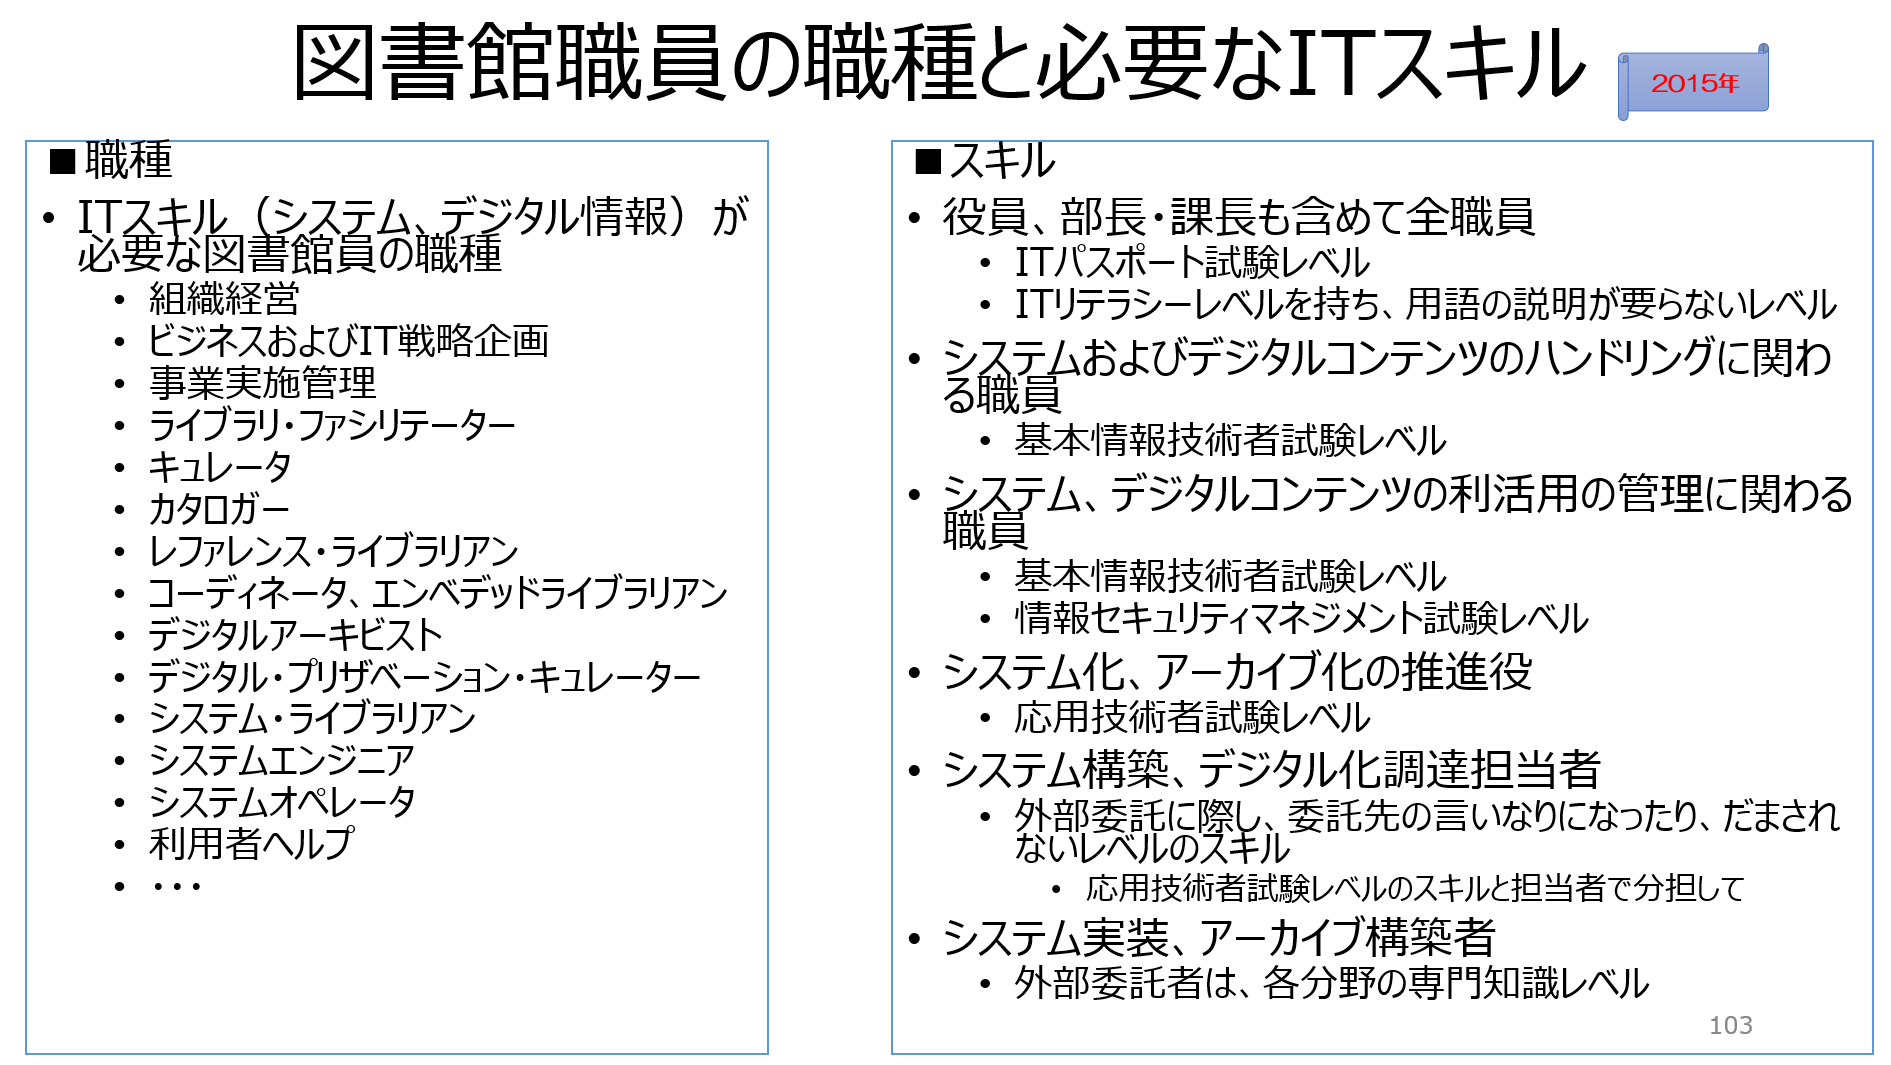 図書館職員の職種と必要なITスキル
2015年
■職種
• ITスキル（システム、デジタル情報）が
必要な図書館員の職種
• 組織経営
• ビジネスおよびIT戦略企画
• 事業実施管理
• ライブラリ・ファシリテーター
• キュレータ
• カタロガー
• レファレンス・ライブラリアン
• コーディネータ、エンベデッドライブラリアン
• デジタルアーキビスト
• デジタル・プリザベーション・キュレーター
• システム・ライブラリアン
• システムエンジニア
• システムオペレータ
• 利用者ヘルプ
• ・・・
■スキル
• 役員、部長・課長も含めて全職員
• ITパスポート試験レベル
• ITリテラシーレベルを持ち、用語の説明が要らないレベル
• システムおよびデジタルコンテンツのハンドリングに関わ
る職員
• 基本情報技術者試験レベル
• システム、デジタルコンテンツの利活用の管理に関わる
職員
• 基本情報技術者試験レベル
• 情報セキュリティマネジメント試験レベル
• システム化、アーカイブ化の推進役
• 応用技術者試験レベル
• システム構築、デジタル化調達担当者
• 外部委託に際し、委託先の言いなりになったり、だまされ
ないレベルのスキル
• 応用技術者試験レベルのスキルと担当者で分担して
• システム実装、アーカイブ構築者
• 外部委託者は、各分野の専門知識レベル
103